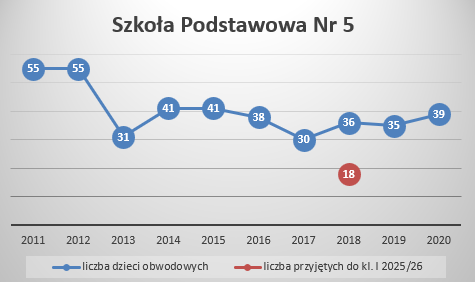 Szkoła Podstawowa Nr 5
55 55 31 41 41 38 30 36 35 39
18
2011 2012 2013 2014 2015 2016 2017 2018 2019 2020
liczba dzieci obwodowych liczba przyjętych do kl. I 2025/26